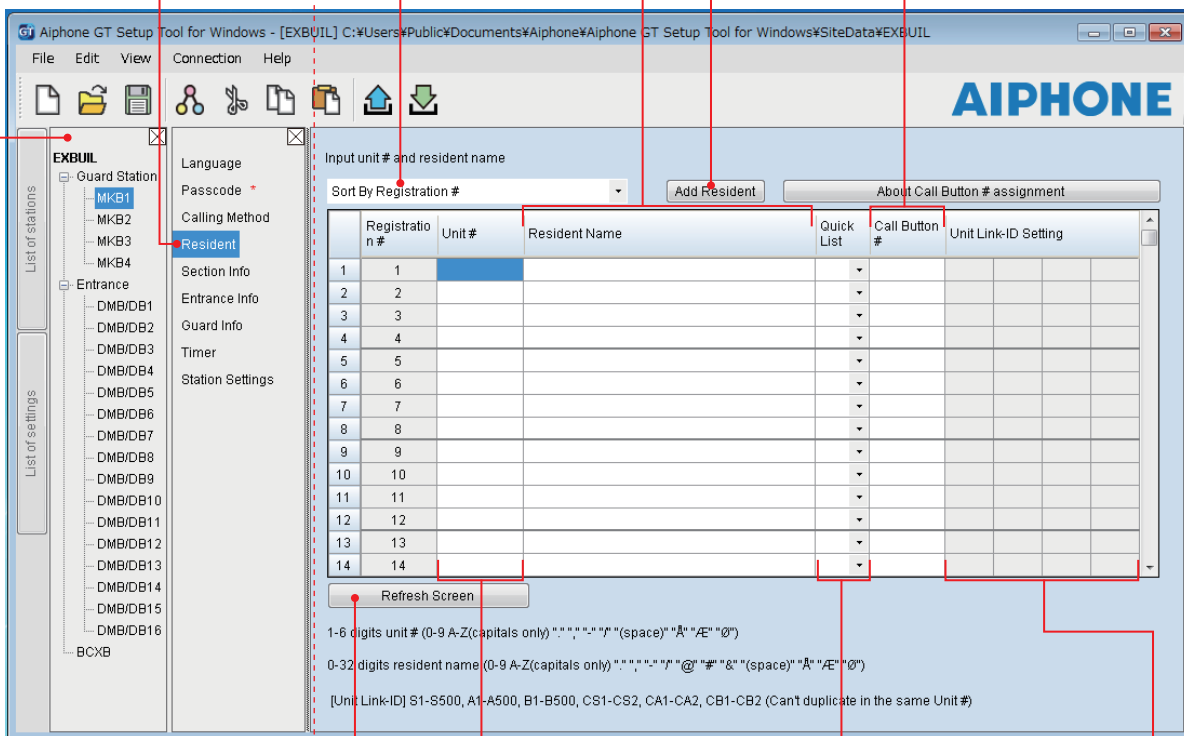 Aiphone GT Setup Tool for Windows - [EXBUIL] C:¥Users¥Public¥Documents¥Aiphone¥Aiphone GT Setup Tool for Windows¥SiteData¥EXBUIL
File Edit View Connection Help
AIPHONE
List of stations
List of settings
EXBUIL
Guard Station
MKB1
MKB2
MKB3
MKB4
Entrance
DMB/DB1
DMB/DB2
DMB/DB3
DMB/DB4
DMB/DB5
DMB/DB6
DMB/DB7
DMB/DB8
DMB/DB9
DMB/DB10
DMB/DB11
DMB/DB12
DMB/DB13
DMB/DB14
DMB/DB15
DMB/DB16
BCXB
Language
Passcode *
Calling Method
Resident
Section Info
Entrance Info
Guard Info
Timer
Station Settings
Input unit # and resident name
Sort By Registration # Add Resident About Call Button # assignment
Registratio n # Unit # Resident Name Quick List Call Button # Unit Link-ID Setting
1 1
2 2
3 3
4 4
5 5
6 6
7 7
8 8
9 9
10 10
11 11
12 12
13 13
14 14
Refresh Screen
1-6 digits unit # (0-9 A-Z(capitals only) "." "," "-" "/" "(space)" "Å" "Æ" "Ø")
0-32 digits resident name (0-9 A-Z(capitals only) "." "," "-" "/" "@" "#" "&" "(space)" "Å" "Æ" "Ø")
[Unit Link-ID] S1-S500, A1-A500, B1-B500, CS1-CS2, CA1-CA2, CB1-CB2 (Can't duplicate in the same Unit #)